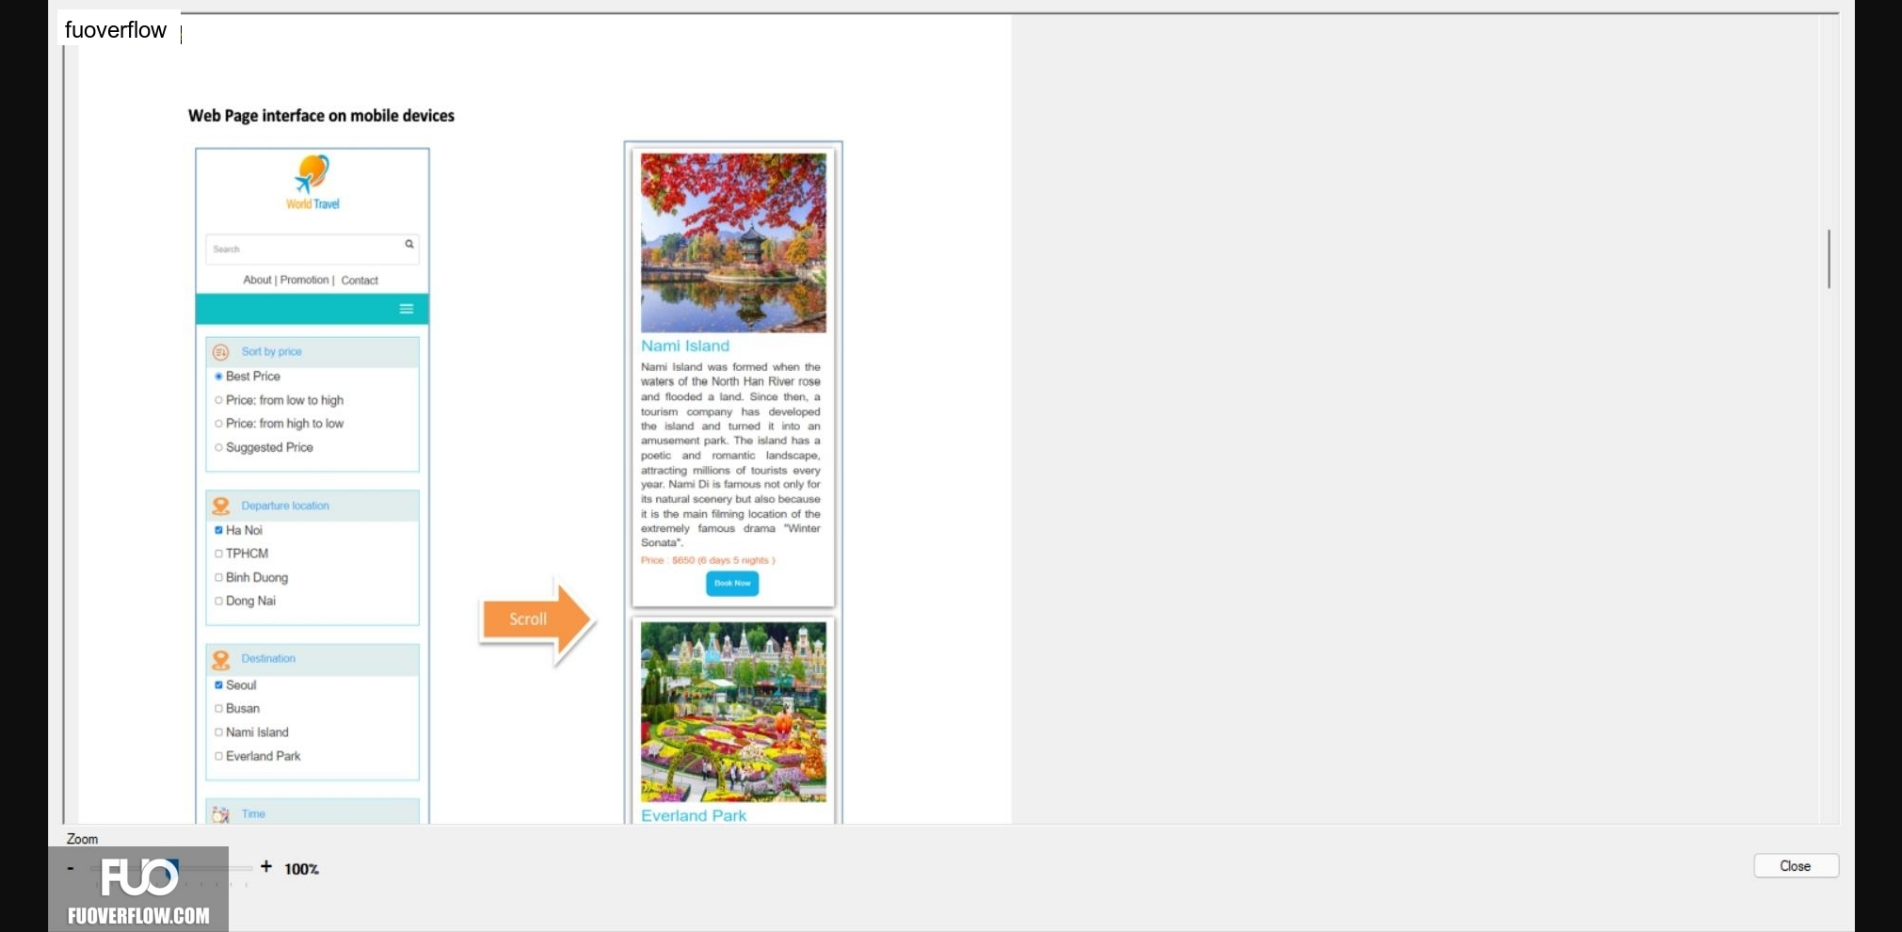 fuoverflow
Web Page interface on mobile devices
World Travel
Search
About | Promotion | Contact
Sort by price
Best Price
Price: from low to high
Price: from high to low
Suggested Price
Departure location
Ha Noi
TPHCM
Binh Duong
Dong Nai
Destination
Seoul
Busan
Nami Island
Everland Park
Time
Scroll
Nami Island
Nami Island was formed when the
waters of the North Han River rose
and flooded a land. Since then, a
tourism company has developed
the island and turned it into an
amusement park. The island has a
poetic and romantic landscape,
attracting millions of tourists every
year. Nami Di is famous not only for
its natural scenery but also because
it is the main filming location of the
extremely famous drama "Winter
Sonata".
Price : $650 (6 days 5 nights )
Book Now
Everland Park
Zoom
- + 100%
Close
FUO
FUOVERFLOW.COM